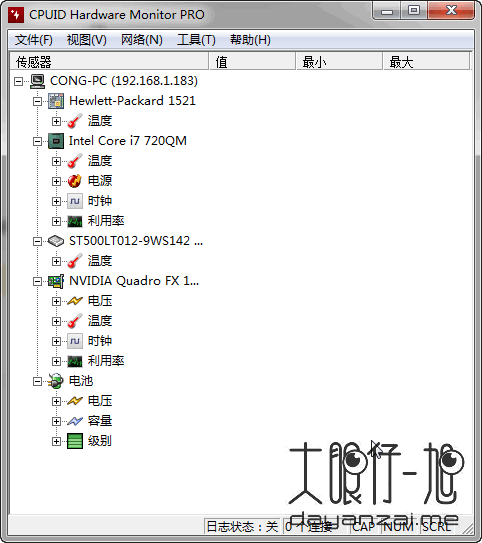 CPUID Hardware Monitor PRO
文件(F) 视图(V) 网络(N) 工具(T) 帮助(H)
传感器 值 最小 最大
CONG-PC (192.168.1.183)
Hewlett-Packard 1521
温度
Intel Core i7 720QM
温度
电源
时钟
利用率
ST500LT012-9WS142 ...
温度
NVIDIA Quadro FX 1...
电压
温度
时钟
利用率
电池
电压
容量
级别
大眼仔~旭
dayanzai.me
日志状态：关 0 个连接 CAP NUM SCRL